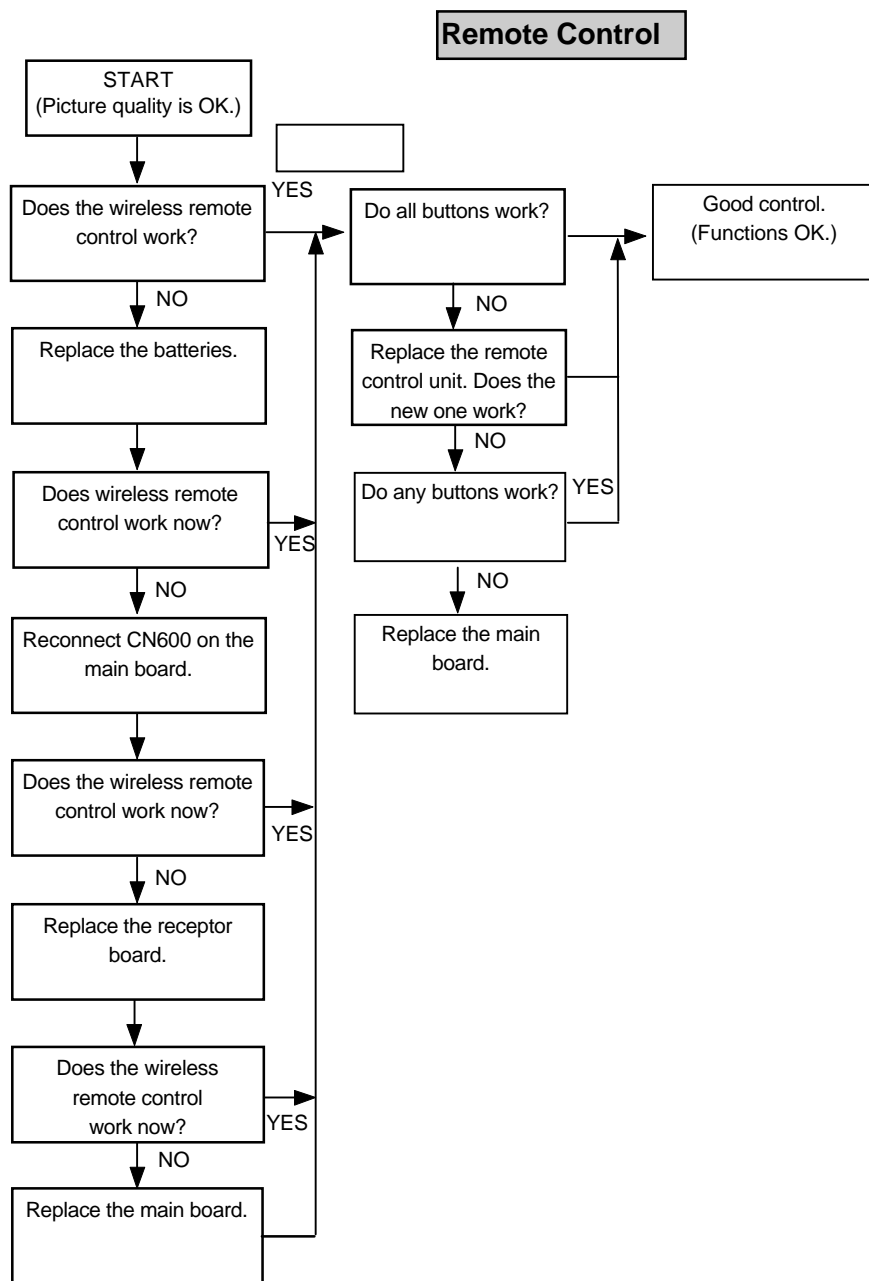 Remote Control
START
(Picture quality is OK.)
YES
Does the wireless remote
control work?
NO
Replace the batteries.
Does wireless remote
control work now?
YES
NO
Reconnect CN600 on the
main board.
Does the wireless remote
control work now?
YES
NO
Replace the receptor
board.
Does the wireless
remote control
work now?
YES
NO
Replace the main board.
Do all buttons work?
NO
Replace the remote
control unit. Does the
new one work?
NO
Do any buttons work?
YES
NO
Replace the main
board.
Good control.
(Functions OK.)